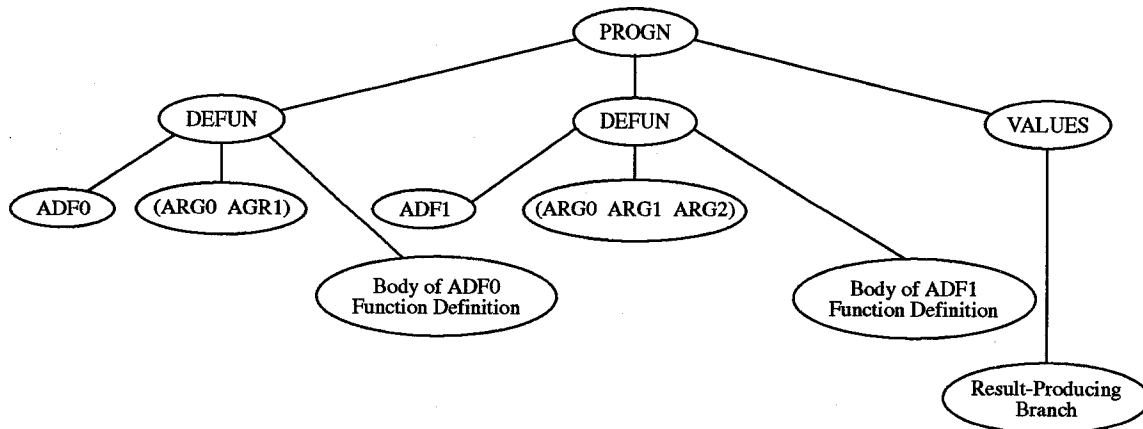 PROGN
DEFUN
DEFUN
VALUES
ADF0
(ARG0 AGR1)
ADF1
(ARG0 ARG1 ARG2)
Body of ADF0
Function Definition
Body of ADF1
Function Definition
Result-Producing
Branch